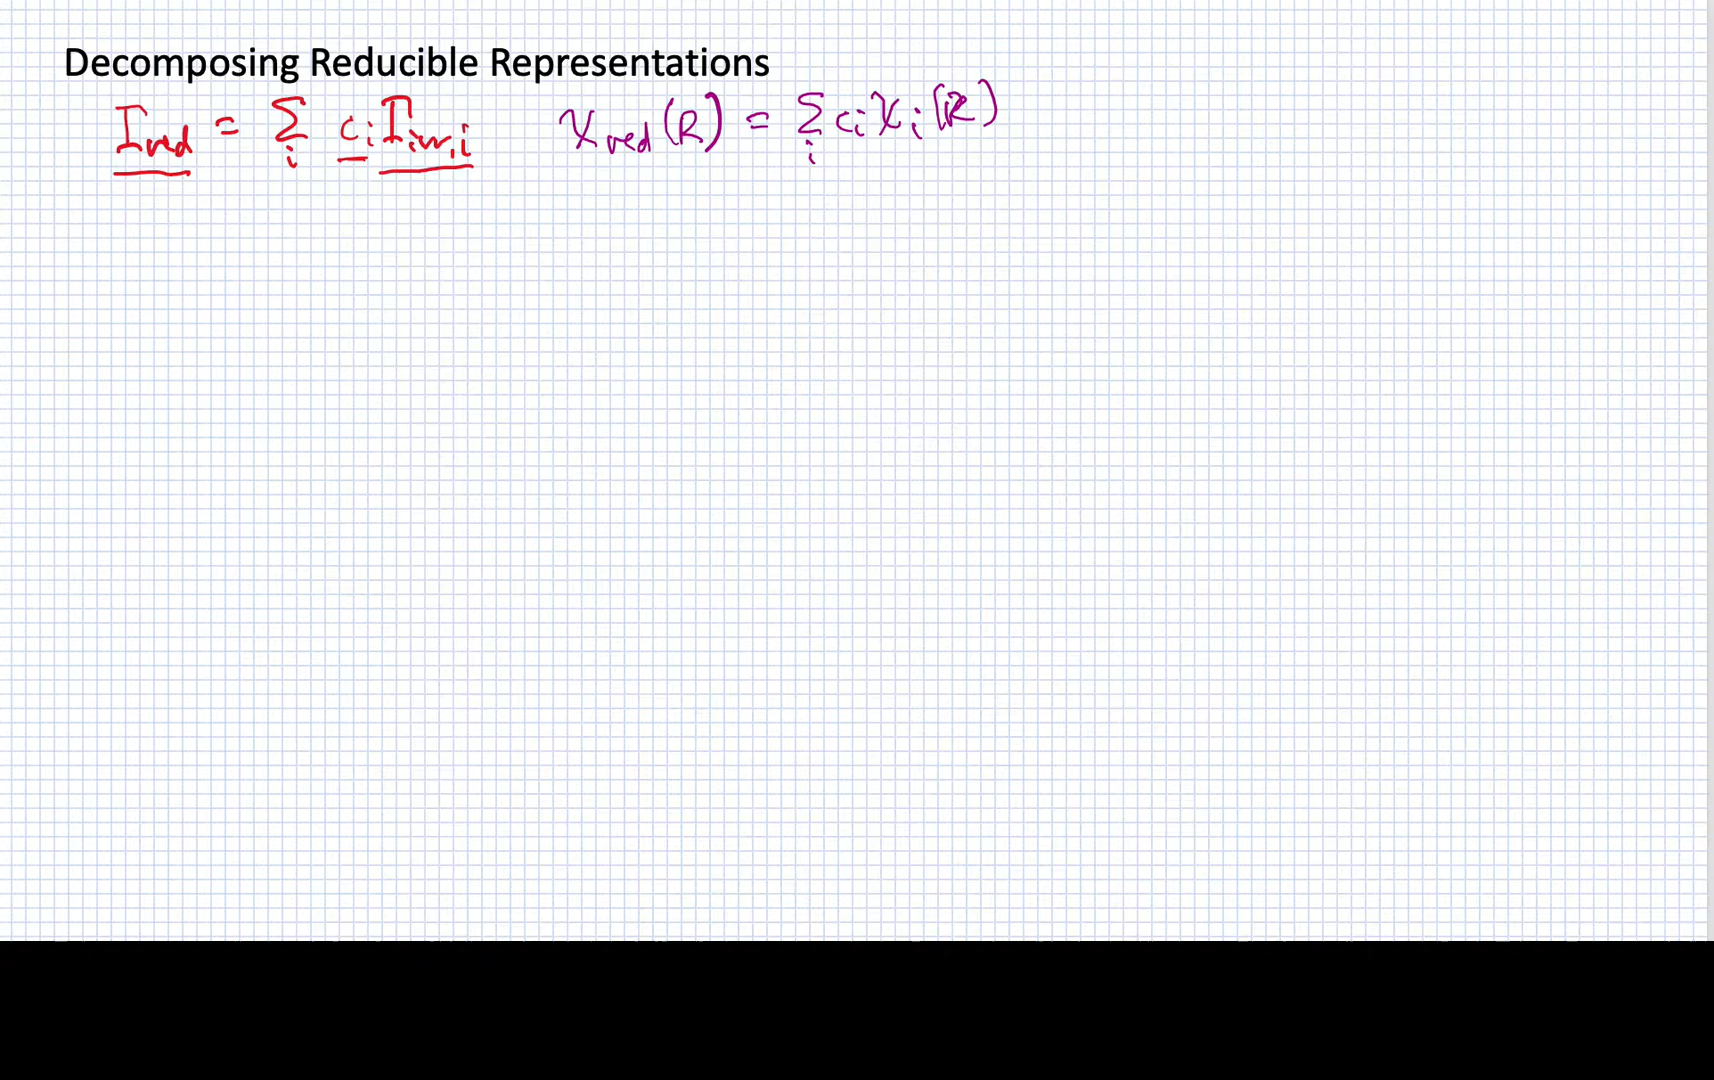 Decomposing Reducible Representations
Γred = Σi ci Γirr,i χred(R) = Σi ci χi(R)